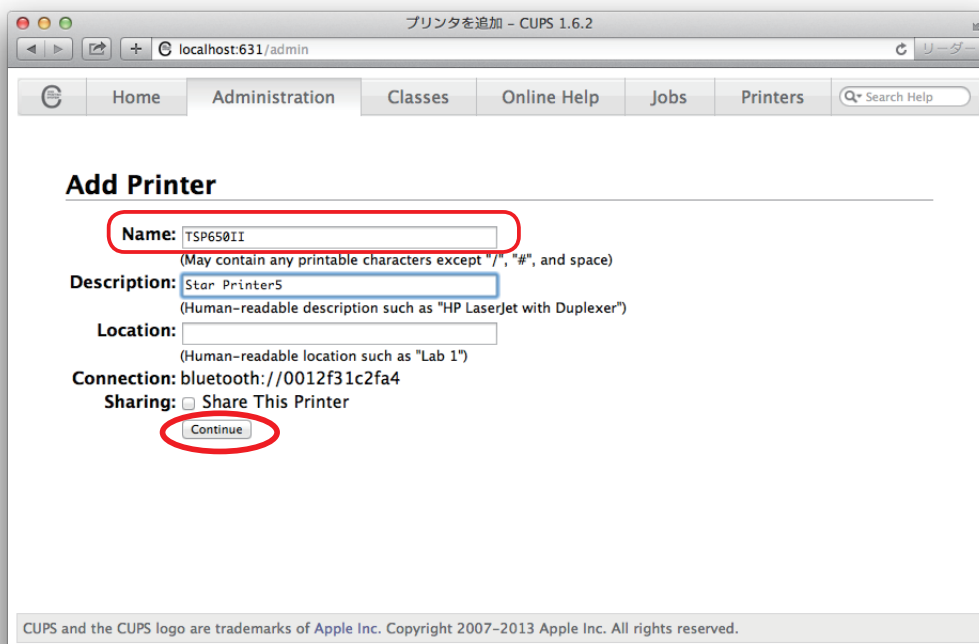 プリンタを追加 – CUPS 1.6.2
localhost:631/admin
リーダー
Home Administration Classes Online Help Jobs Printers Search Help
Add Printer
Name: TSP650II
(May contain any printable characters except "/", "#", and space)
Description: Star Printer5
(Human-readable description such as "HP LaserJet with Duplexer")
Location:
(Human-readable location such as "Lab 1")
Connection: bluetooth://0012f31c2fa4
Sharing: Share This Printer
Continue
CUPS and the CUPS logo are trademarks of Apple Inc. Copyright 2007-2013 Apple Inc. All rights reserved.